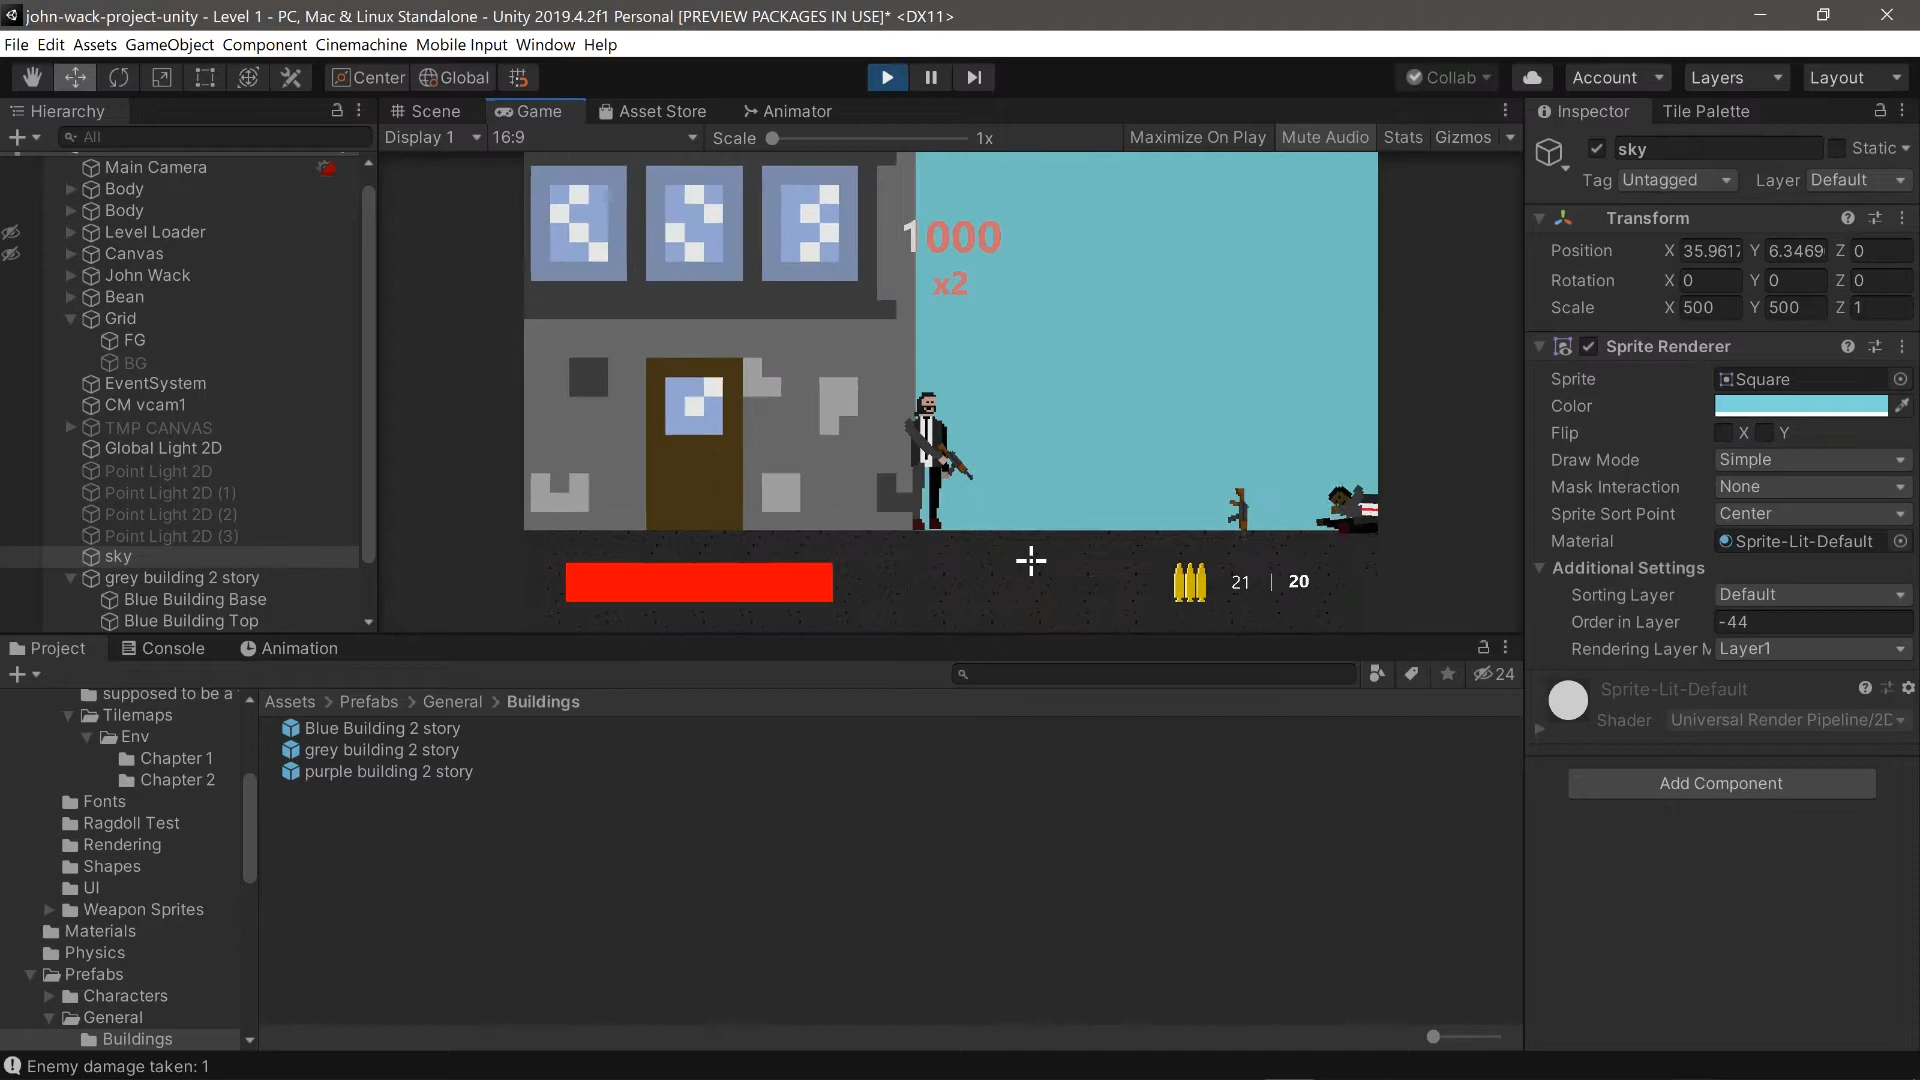 john-wack-project-unity - Level 1 - PC, Mac & Linux Standalone - Unity 2019.4.2f1 Personal [PREVIEW PACKAGES IN USE]* <DX11>
File Edit Assets GameObject Component Cinemachine Mobile Input Window Help
Center Global Collab Account Layers Layout
Hierarchy
All
Main Camera
Body
Body
Level Loader
Canvas
John Wack
Bean
Grid
FG
BG
EventSystem
CM vcam1
TMP CANVAS
Global Light 2D
Point Light 2D
Point Light 2D (1)
Point Light 2D (2)
Point Light 2D (3)
sky
grey building 2 story
Blue Building Base
Blue Building Top
Scene Game Asset Store Animator
Display 1 16:9 Scale 1x Maximize On Play Mute Audio Stats Gizmos
1000
x2
21 | 20
Inspector Tile Palette
sky Static
Tag Untagged Layer Default
Transform
Position X 35.9617 Y 6.3469 Z 0
Rotation X 0 Y 0 Z 0
Scale X 500 Y 500 Z 1
Sprite Renderer
Sprite Square
Color
Flip X Y
Draw Mode Simple
Mask Interaction None
Sprite Sort Point Center
Material Sprite-Lit-Default
Additional Settings
Sorting Layer Default
Order in Layer -44
Rendering Layer M Layer1
Sprite-Lit-Default
Shader Universal Render Pipeline/2D
Add Component
Project Console Animation
24
supposed to be a
Tilemaps
Env
Chapter 1
Chapter 2
Fonts
Ragdoll Test
Rendering
Shapes
UI
Weapon Sprites
Materials
Physics
Prefabs
Characters
General
Buildings
Assets > Prefabs > General > Buildings
Blue Building 2 story
grey building 2 story
purple building 2 story
Enemy damage taken: 1